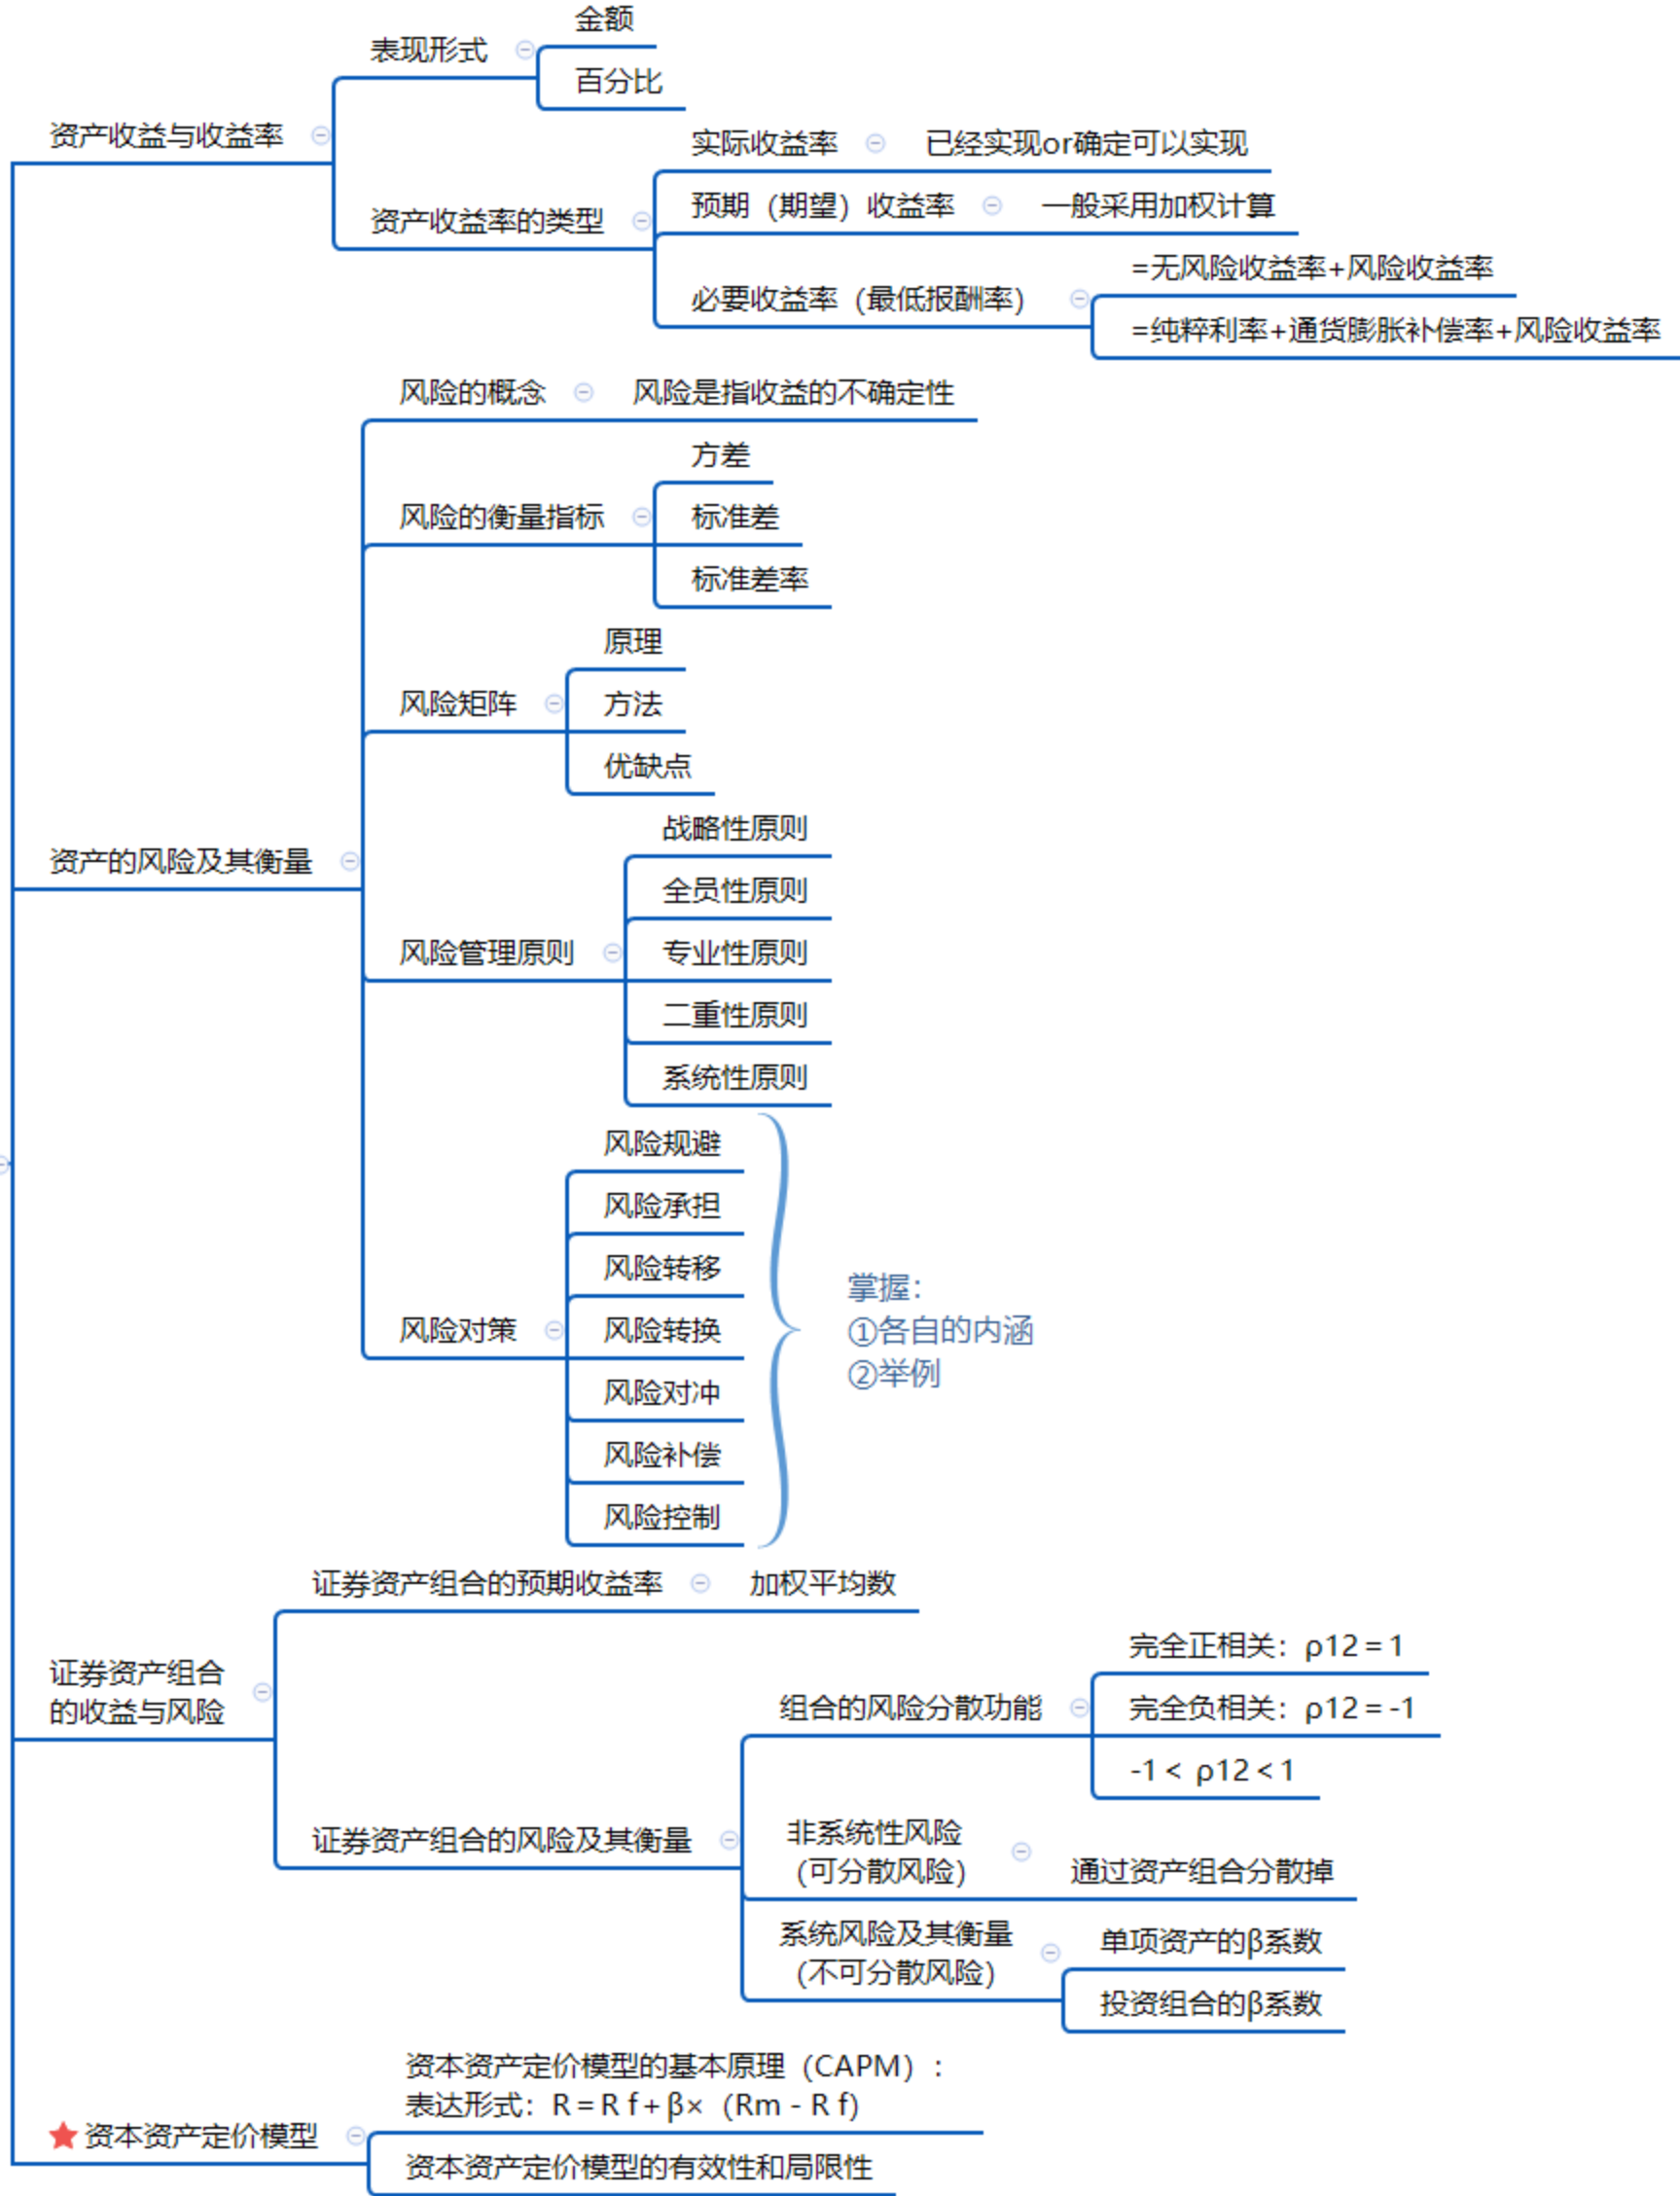 资产收益与收益率
表现形式
金额
百分比
资产收益率的类型
实际收益率
已经实现or确定可以实现
预期（期望）收益率
一般采用加权计算
必要收益率（最低报酬率）
=无风险收益率+风险收益率
=纯粹利率+通货膨胀补偿率+风险收益率
资产的风险及其衡量
风险的概念
风险是指收益的不确定性
风险的衡量指标
方差
标准差
标准差率
风险矩阵
原理
方法
优缺点
风险管理原则
战略性原则
全员性原则
专业性原则
二重性原则
系统性原则
风险对策
风险规避
风险承担
风险转移
风险转换
风险对冲
风险补偿
风险控制
掌握：
①各自的内涵
②举例
证券资产组合
的收益与风险
证券资产组合的预期收益率
加权平均数
证券资产组合的风险及其衡量
组合的风险分散功能
完全正相关：ρ12 = 1
完全负相关：ρ12 = -1
-1 < ρ12 < 1
非系统性风险
（可分散风险）
通过资产组合分散掉
系统风险及其衡量
（不可分散风险）
单项资产的β系数
投资组合的β系数
资本资产定价模型
资本资产定价模型的基本原理（CAPM）：
表达形式：R = R f + β×（Rm - R f）
资本资产定价模型的有效性和局限性